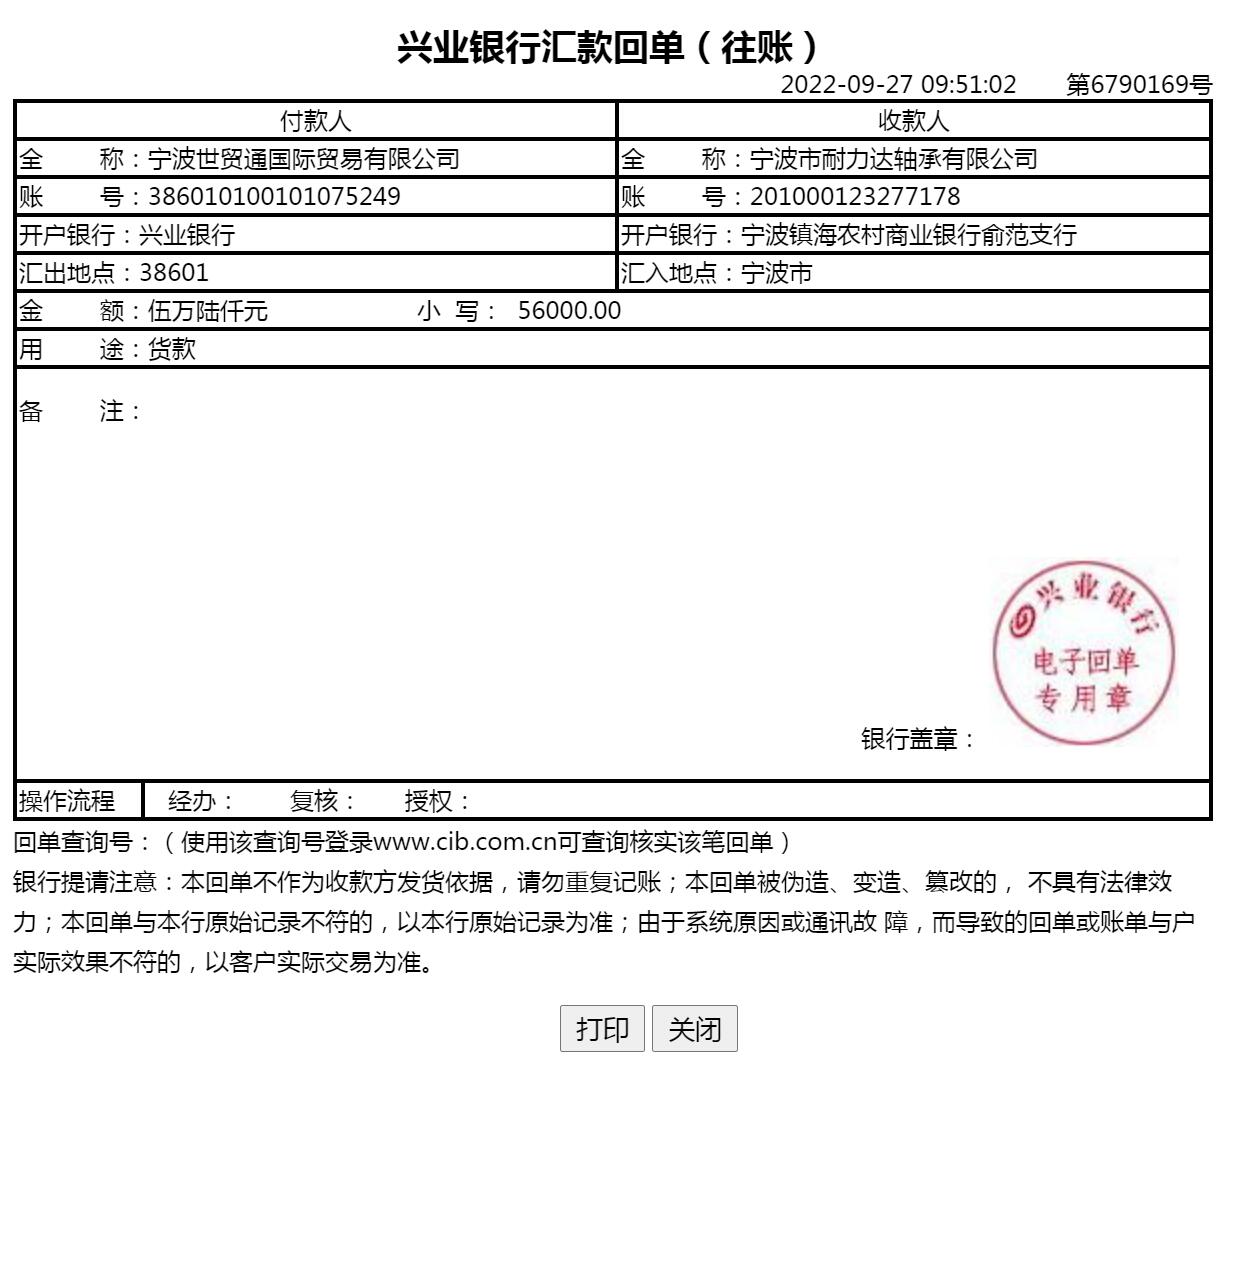 兴业银行汇款回单（往账）
2022-09-27 09:51:02 第6790169号
付款人 收款人
全 称：宁波世贸通国际贸易有限公司 全 称：宁波市耐力达轴承有限公司
账 号：386010100101075249 账 号：201000123277178
开户银行：兴业银行 开户银行：宁波镇海农村商业银行俞范支行
汇出地点：38601 汇入地点：宁波市
金 额：伍万陆仟元 小 写： 56000.00
用 途：货款
备 注：
兴业银行
电子回单
专用章
银行盖章：
操作流程 经办： 复核： 授权：
回单查询号：（使用该查询号登录www.cib.com.cn可查询核实该笔回单）
银行提请注意：本回单不作为收款方发货依据，请勿重复记账；本回单被伪造、变造、篡改的， 不具有法律效
力；本回单与本行原始记录不符的，以本行原始记录为准；由于系统原因或通讯故 障，而导致的回单或账单与户
实际效果不符的，以客户实际交易为准。
打印 关闭